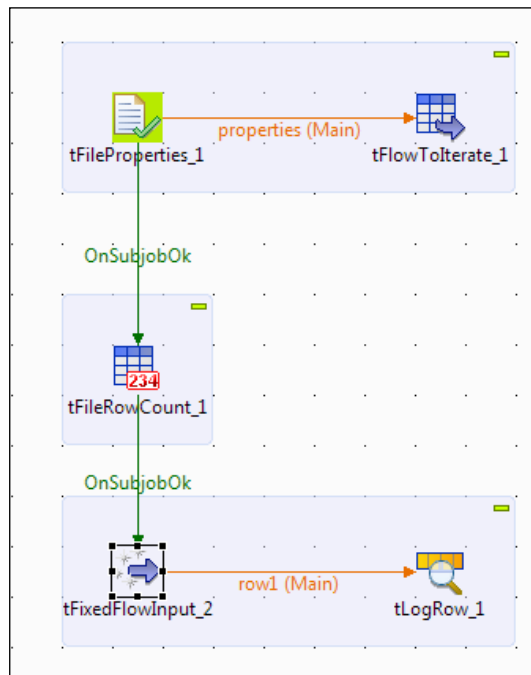 properties (Main)
tFileProperties_1
tFlowToIterate_1
OnSubjobOk
234
tFileRowCount_1
OnSubjobOk
row1 (Main)
tFixedFlowInput_2
tLogRow_1